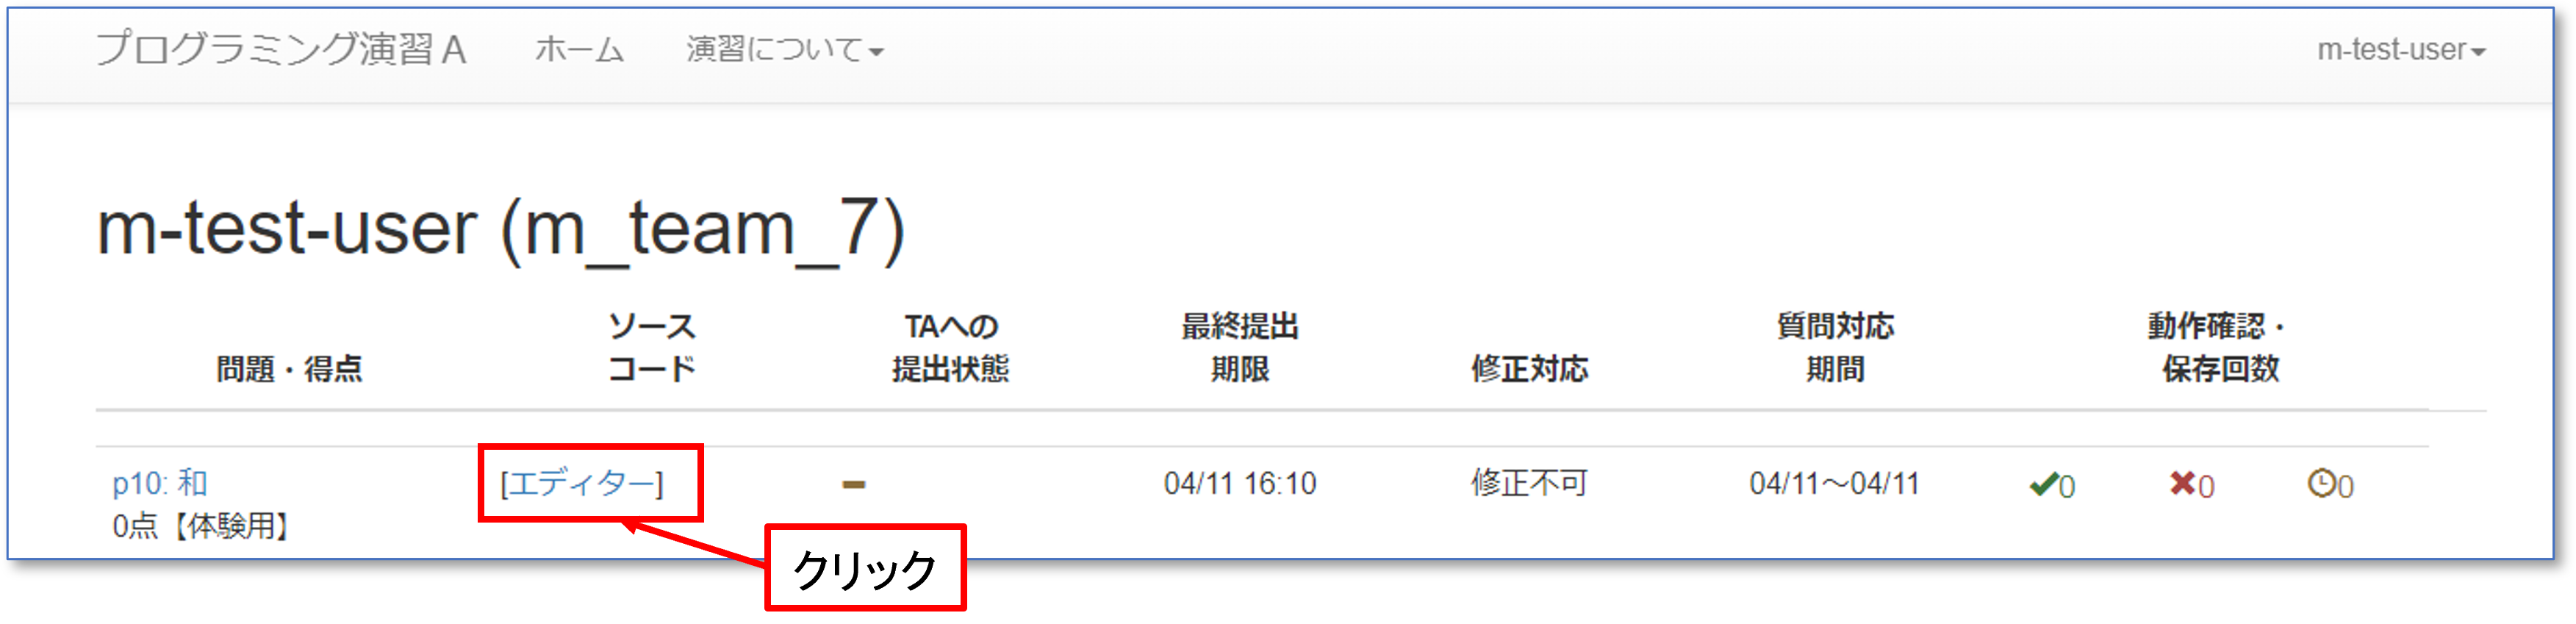 プログラミング演習A ホーム 演習について m-test-user
m-test-user (m_team_7)
問題・得点 ソースコード TAへの提出状態 最終提出期限 修正対応 質問対応期間 動作確認・保存回数
p10: 和 [エディター] 04/11 16:10 修正不可 04/11～04/11 0 0 0
0点【体験用】
クリック